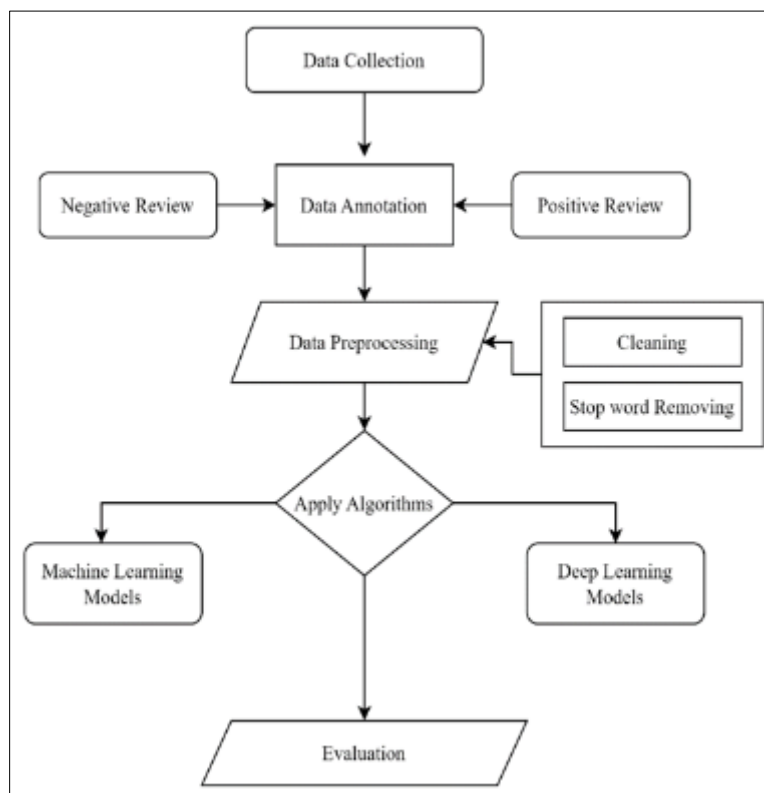 Data Collection
Negative Review
Data Annotation
Positive Review
Data Preprocessing
Cleaning
Stop word Removing
Apply Algorithms
Machine Learning
Models
Deep Learning
Models
Evaluation